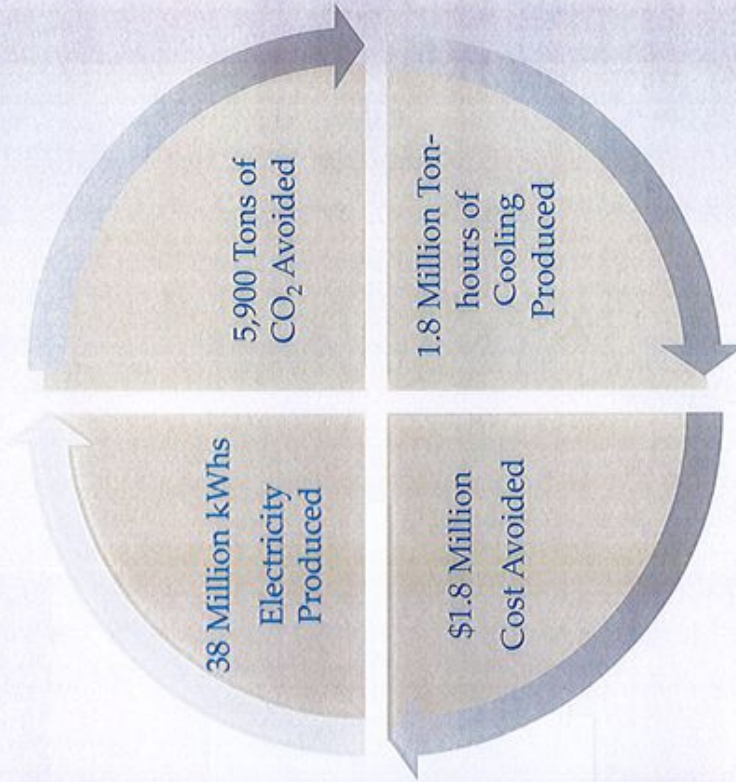 38 Million kWhs
Electricity
Produced
5,900 Tons of
CO₂ Avoided
$1.8 Million
Cost Avoided
1.8 Million Ton-
hours of
Cooling
Produced